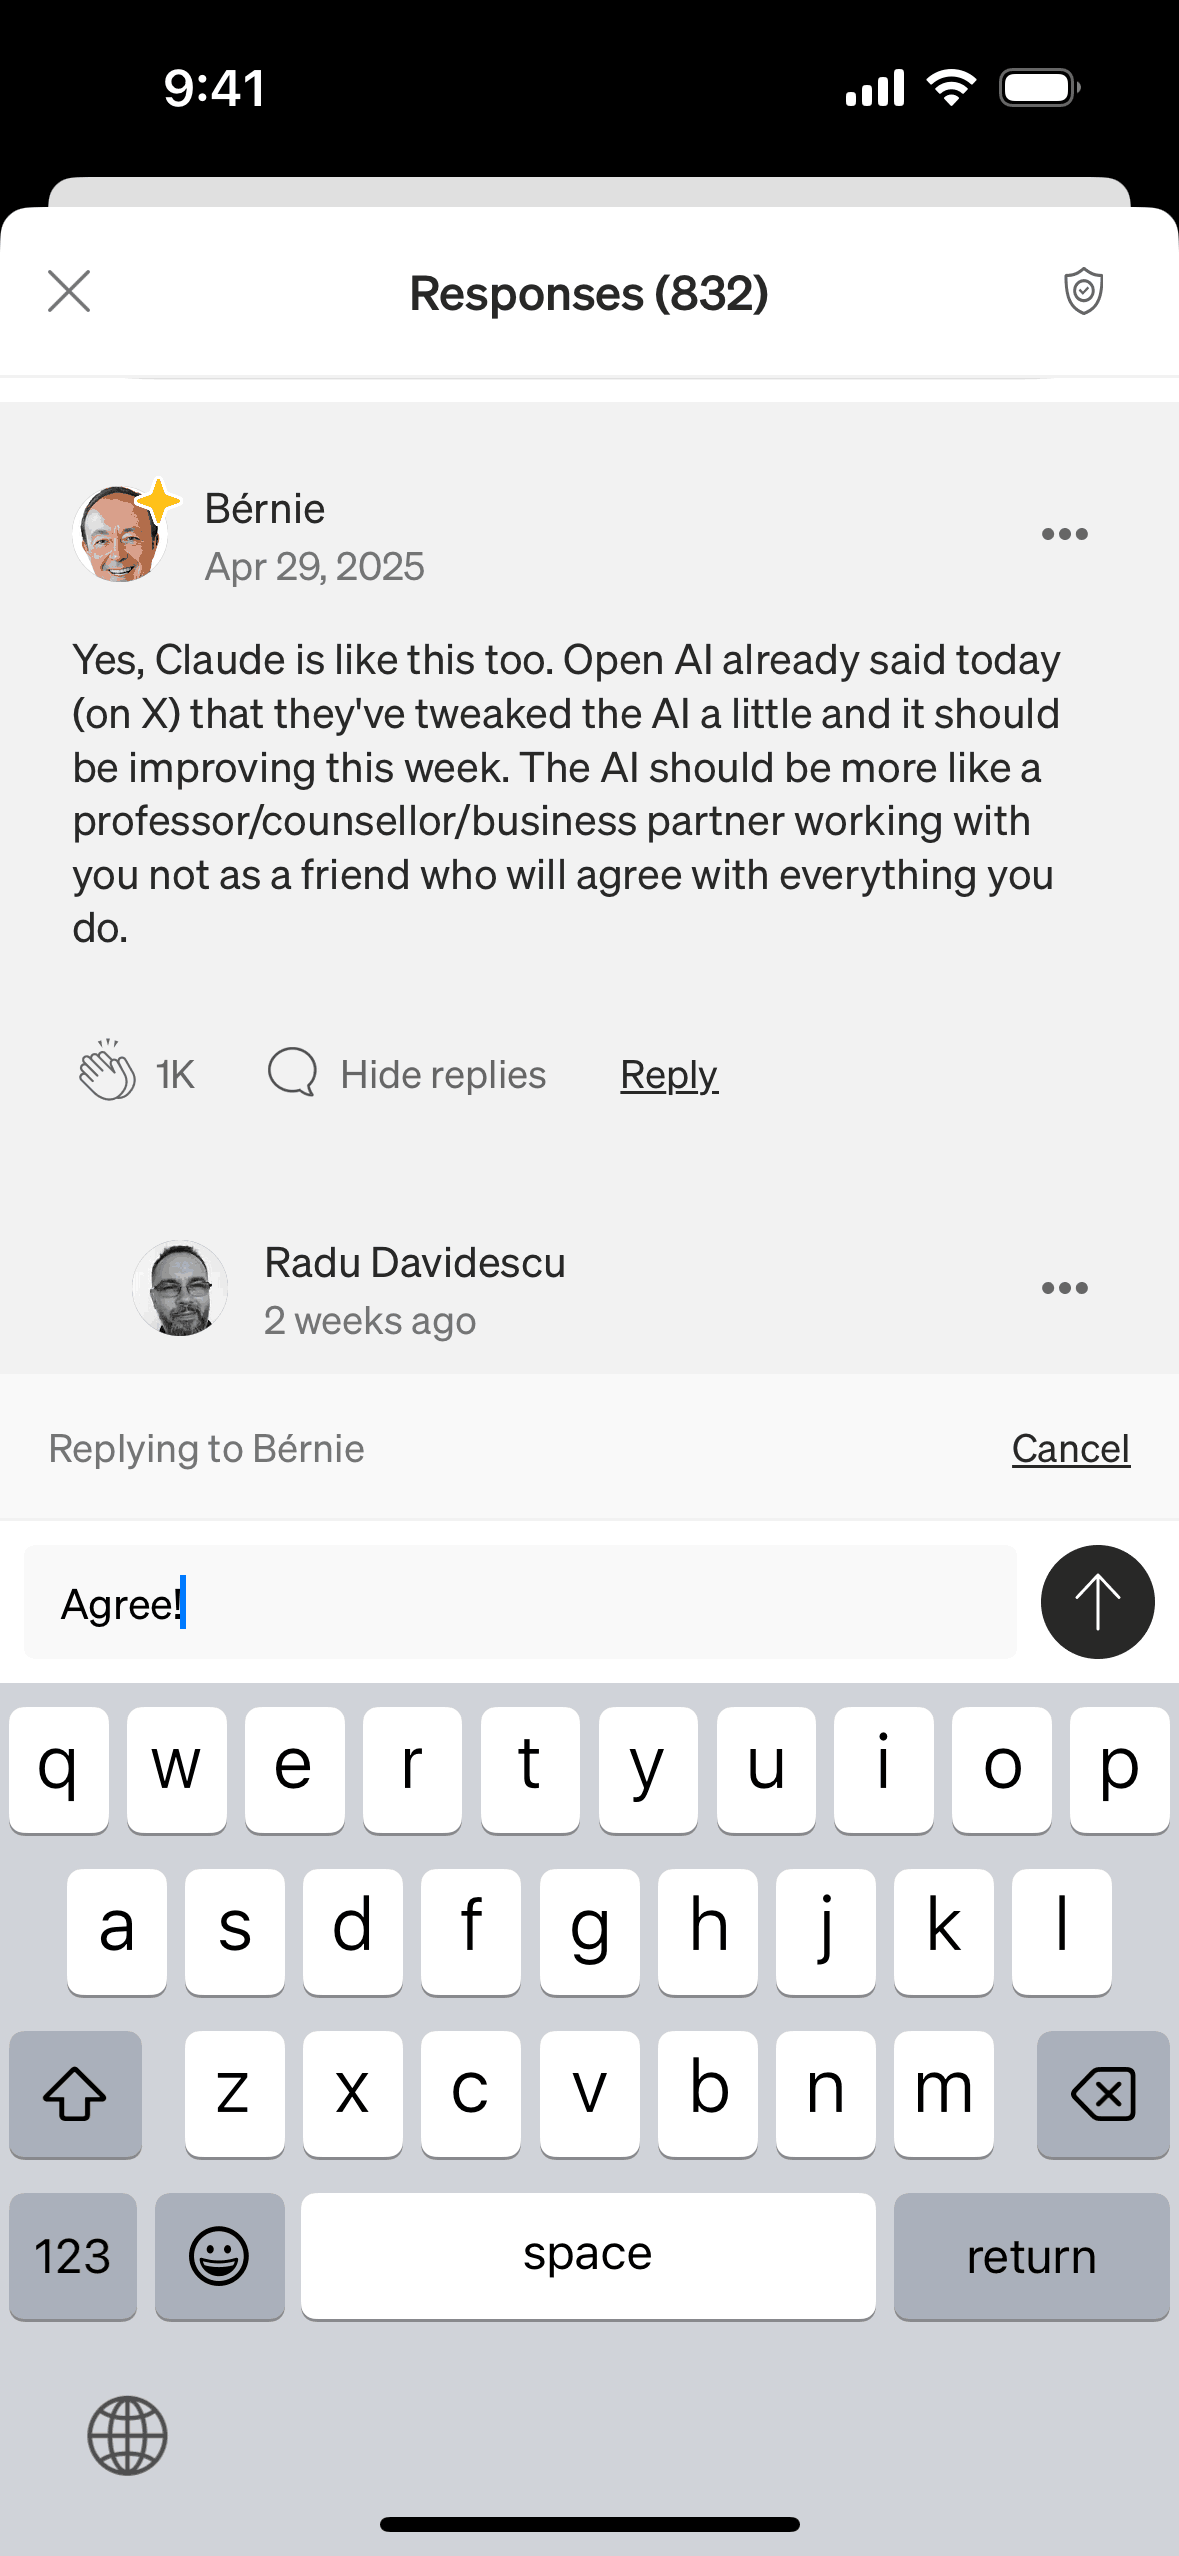 9:41
Responses (832)
Bérnie
Apr 29, 2025
Yes, Claude is like this too. Open AI already said today
(on X) that they've tweaked the AI a little and it should
be improving this week. The AI should be more like a
professor/counsellor/business partner working with
you not as a friend who will agree with everything you
do.
1K Hide replies Reply
Radu Davidescu
2 weeks ago
Replying to Bérnie Cancel
Agree!
q w e r t y u i o p
a s d f g h j k l
z x c v b n m
123 space return